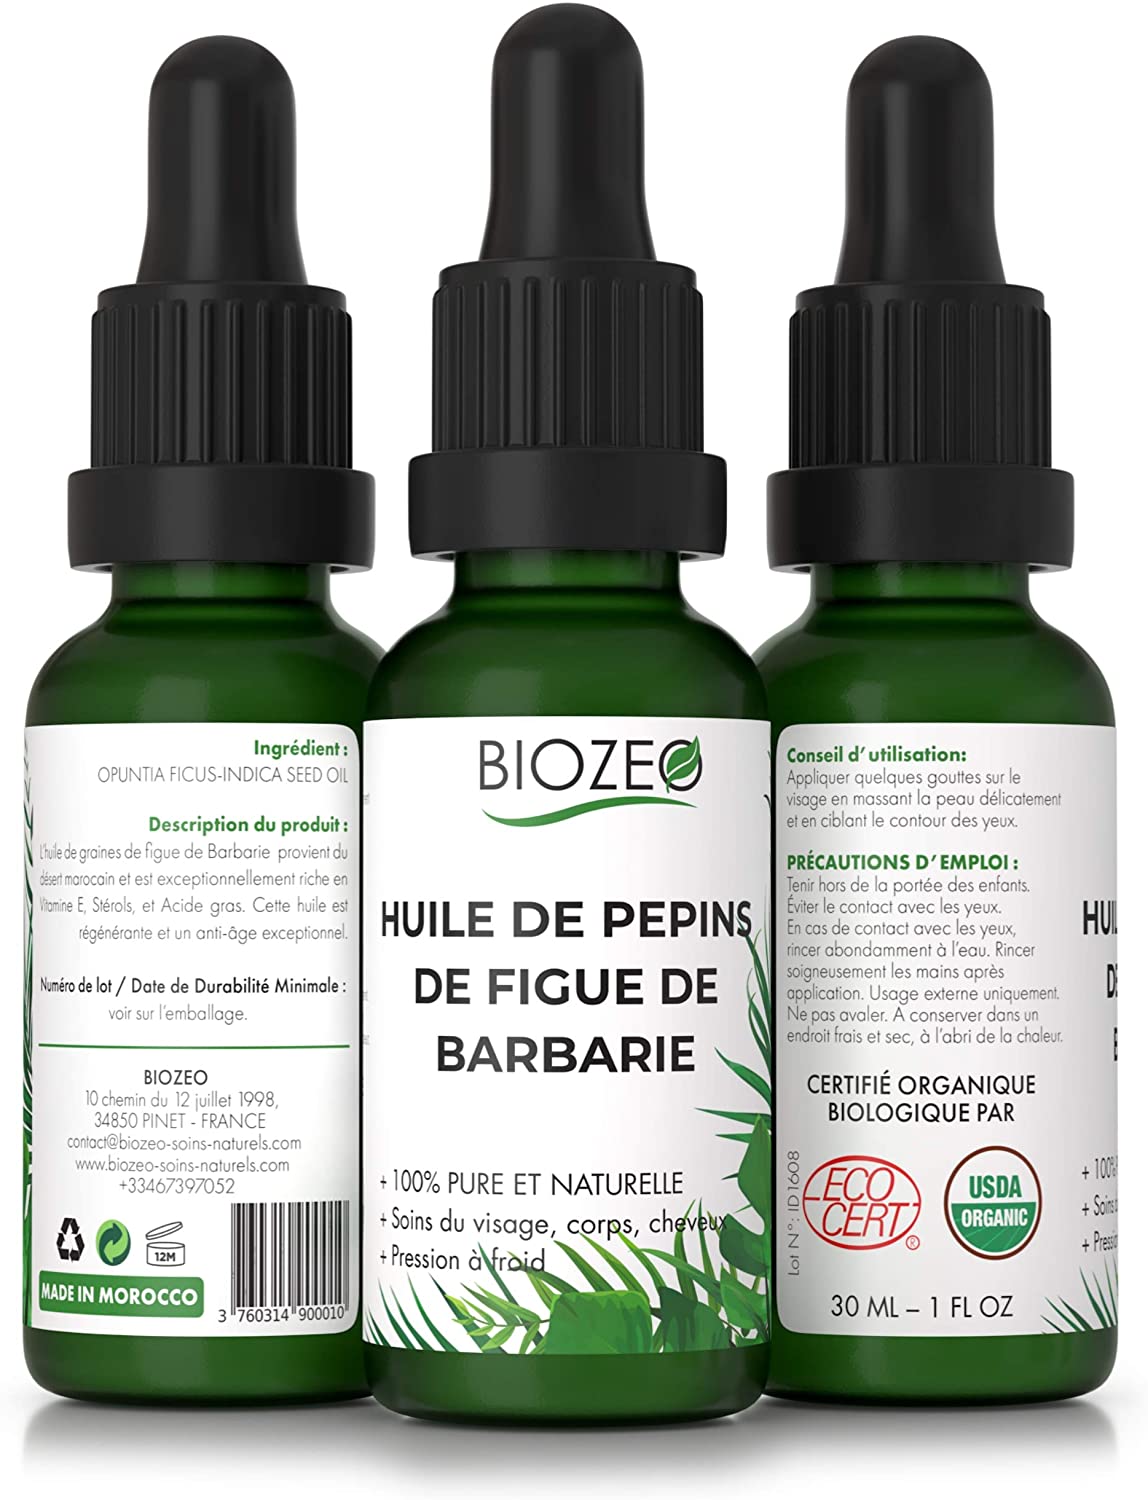 Ingrédient :
OPUNTIA FICUS-INDICA SEED OIL
Description du produit :
L'huile de graines de figue de Barbarie provient du
désert marocain et est exceptionnellement riche en
Vitamine E, Stérols, et Acide gras. Cette huile est
régénérante et un anti-âge exceptionnel.
Numéro de lot / Date de Durabilité Minimale :
voir sur l'emballage.
BIOZEO
10 chemin du 12 juillet 1998,
34850 PINET - FRANCE
contact@biozeo-soins-naturels.com
www.biozeo-soins-naturels.com
+33467397052
12M
MADE IN MOROCCO
3 760314 900010
BIOZEO
HUILE DE PEPINS
DE FIGUE DE
BARBARIE
+ 100% PURE ET NATURELLE
+ Soins du visage, corps, cheveux
+ Pression à froid
Conseil d'utilisation:
Appliquer quelques gouttes sur le
visage en massant la peau délicatement
et en ciblant le contour des yeux.
PRÉCAUTIONS D'EMPLOI :
Tenir hors de la portée des enfants.
Éviter le contact avec les yeux.
En cas de contact avec les yeux,
rincer abondamment à l'eau. Rincer
soigneusement les mains après
application. Usage externe uniquement.
Ne pas avaler. A conserver dans un
endroit frais et sec, à l'abri de la chaleur.
CERTIFIÉ ORGANIQUE
BIOLOGIQUE PAR
Lot N°: ID1608
ECO
CERT
®
USDA
ORGANIC
30 ML – 1 FL OZ
HUIL
DE
B
+ 100%
+ Soins
+ Pression